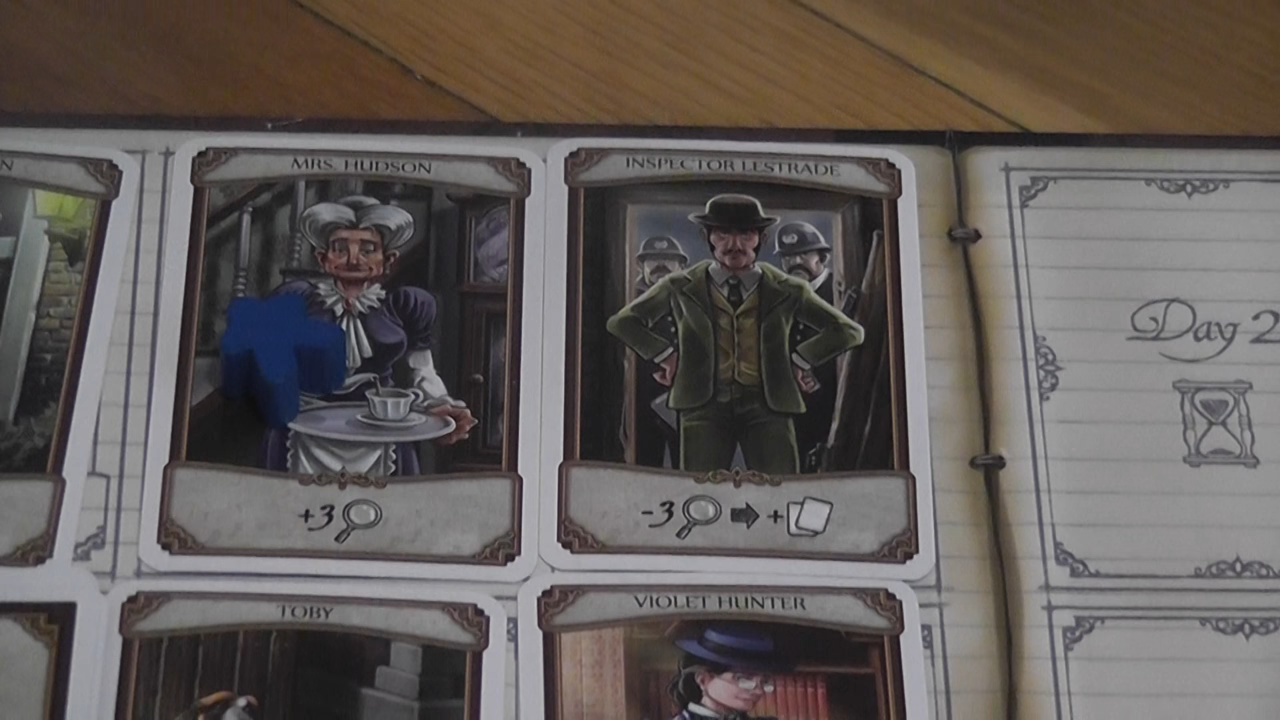 N
MRS. HUDSON
INSPECTOR LESTRADE
Day 2
+3
-3 +
TOBY
VIOLET HUNTER